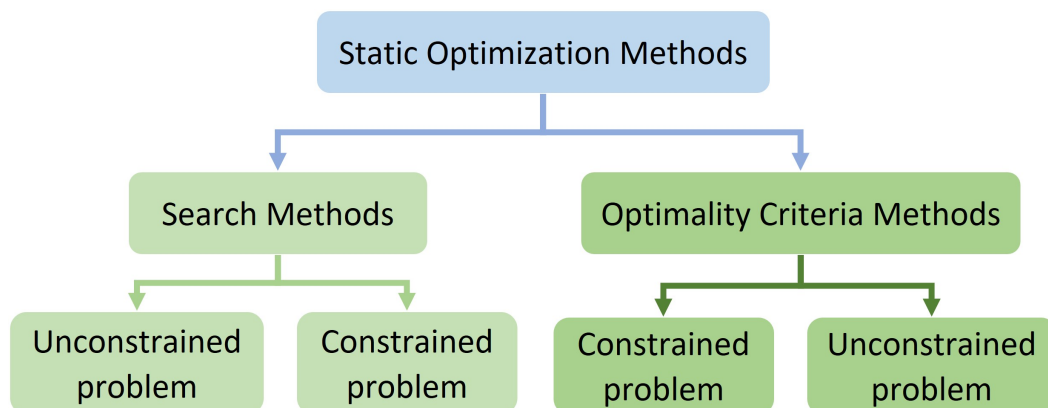 Static Optimization Methods
Search Methods
Optimality Criteria Methods
Unconstrained
problem
Constrained
problem
Constrained
problem
Unconstrained
problem